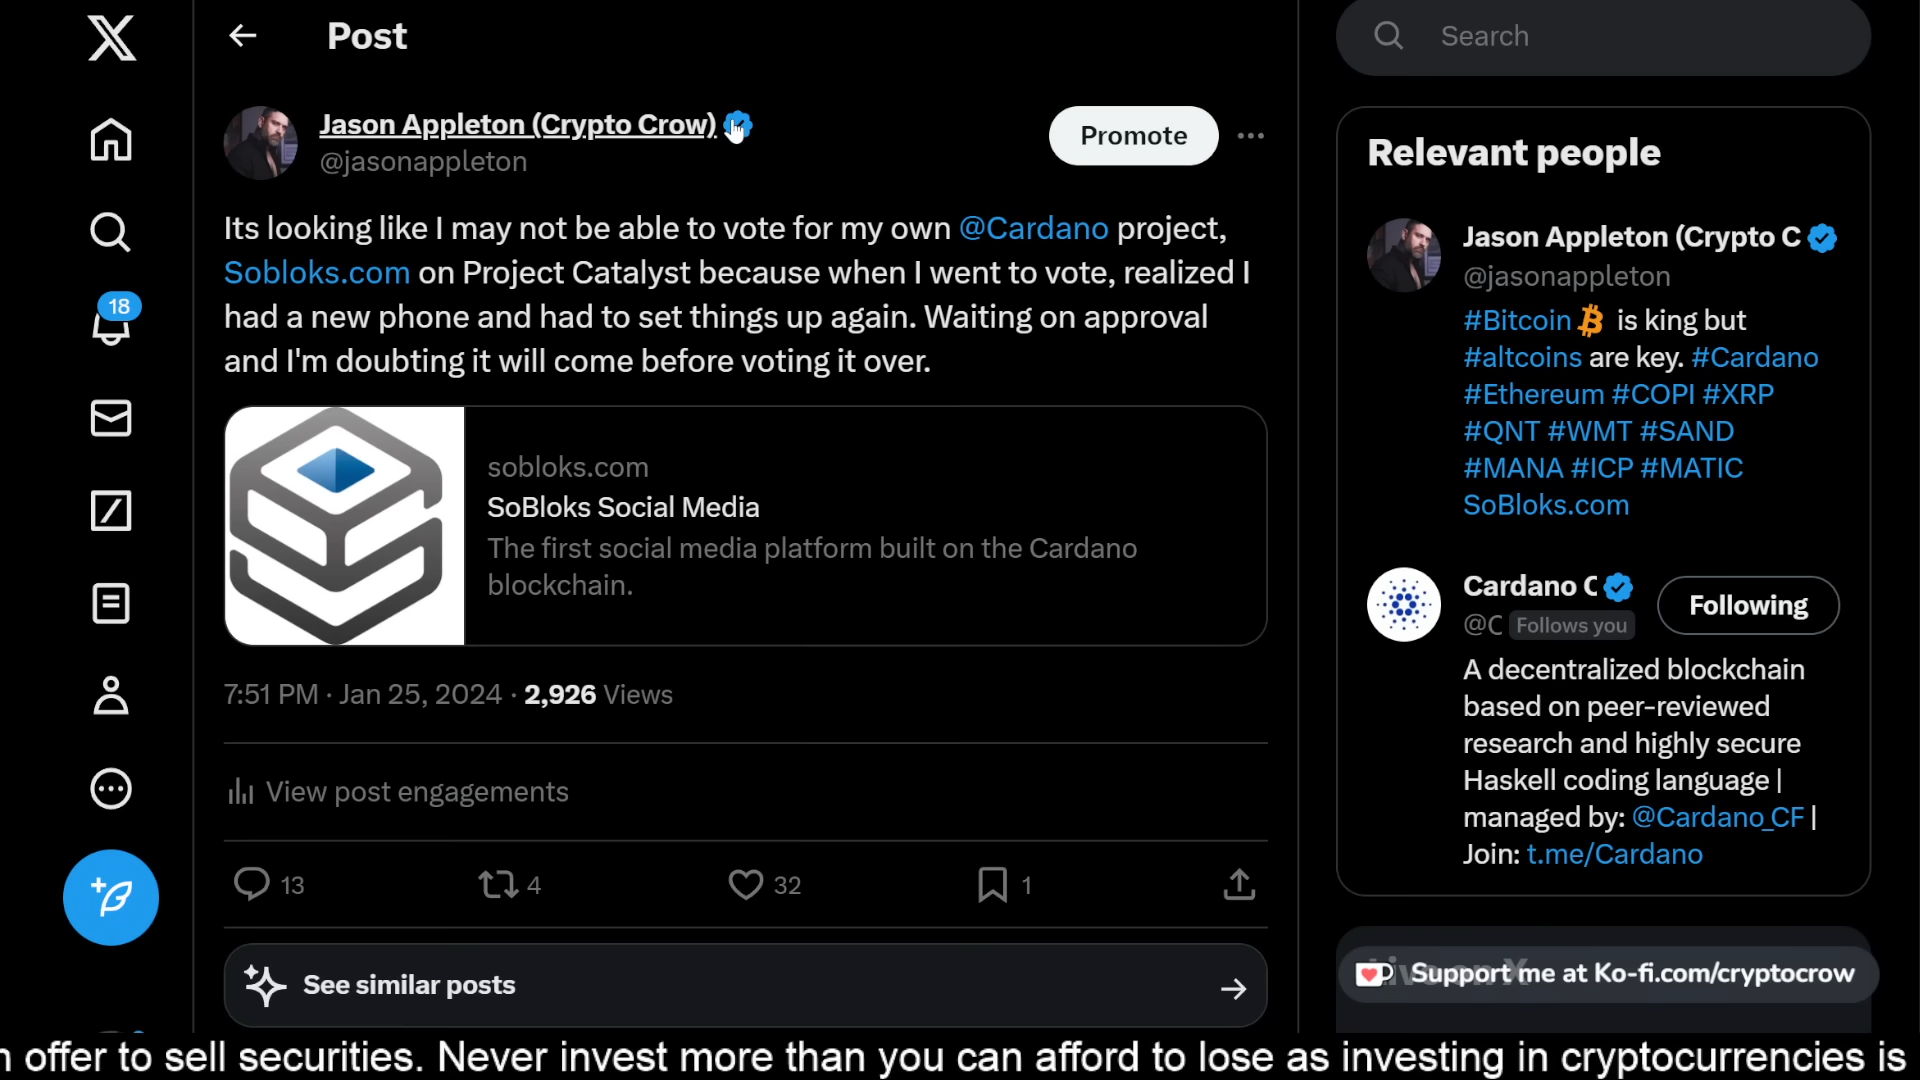 Post
Search
Jason Appleton (Crypto Crow)
@jasonappleton
Promote
Its looking like I may not be able to vote for my own @Cardano project,
Sobloks.com on Project Catalyst because when I went to vote, realized I
had a new phone and had to set things up again. Waiting on approval
and I'm doubting it will come before voting it over.
sobloks.com
SoBloks Social Media
The first social media platform built on the Cardano
blockchain.
7:51 PM · Jan 25, 2024 · 2,926 Views
View post engagements
13
4
32
1
See similar posts
18
Relevant people
Jason Appleton (Crypto C
@jasonappleton
#Bitcoin is king but
#altcoins are key. #Cardano
#Ethereum #COPI #XRP
#QNT #WMT #SAND
#MANA #ICP #MATIC
SoBloks.com
Cardano C
@C Follows you
Following
A decentralized blockchain
based on peer-reviewed
research and highly secure
Haskell coding language |
managed by: @Cardano_CF |
Join: t.me/Cardano
Live on X
Support me at Ko-fi.com/cryptocrow
offer to sell securities. Never invest more than you can afford to lose as investing in cryptocurrencies is